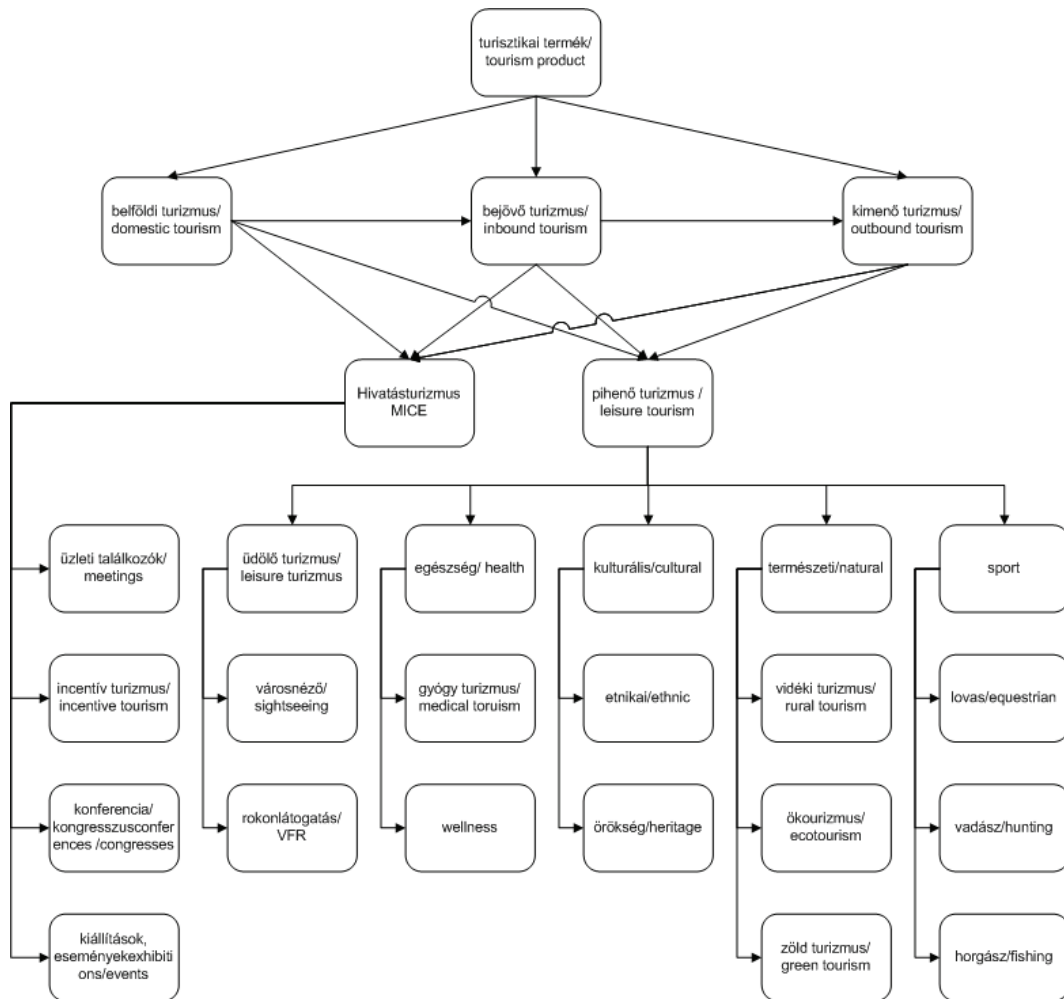 turisztikai termék/
tourism product
belföldi turizmus/
domestic tourism
bejövő turizmus/
inbound tourism
kimenő turizmus/
outbound tourism
Hivatásturizmus
MICE
pihenő turizmus /
leisure tourism
üzleti találkozók/
meetings
üdölő turizmus/
leisure turizmus
egészség/ health
kulturális/cultural
természeti/natural
sport
incentív turizmus/
incentive tourism
városnéző/
sightseeing
gyógy turizmus/
medical toruism
etnikai/ethnic
vidéki turizmus/
rural tourism
lovas/equestrian
konferencia/
kongresszusconfer
ences /congresses
rokonlátogatás/
VFR
wellness
örökség/heritage
ökourizmus/
ecotourism
vadász/hunting
kiállítások,
eseményekexhibiti
ons/events
zöld turizmus/
green tourism
horgász/fishing